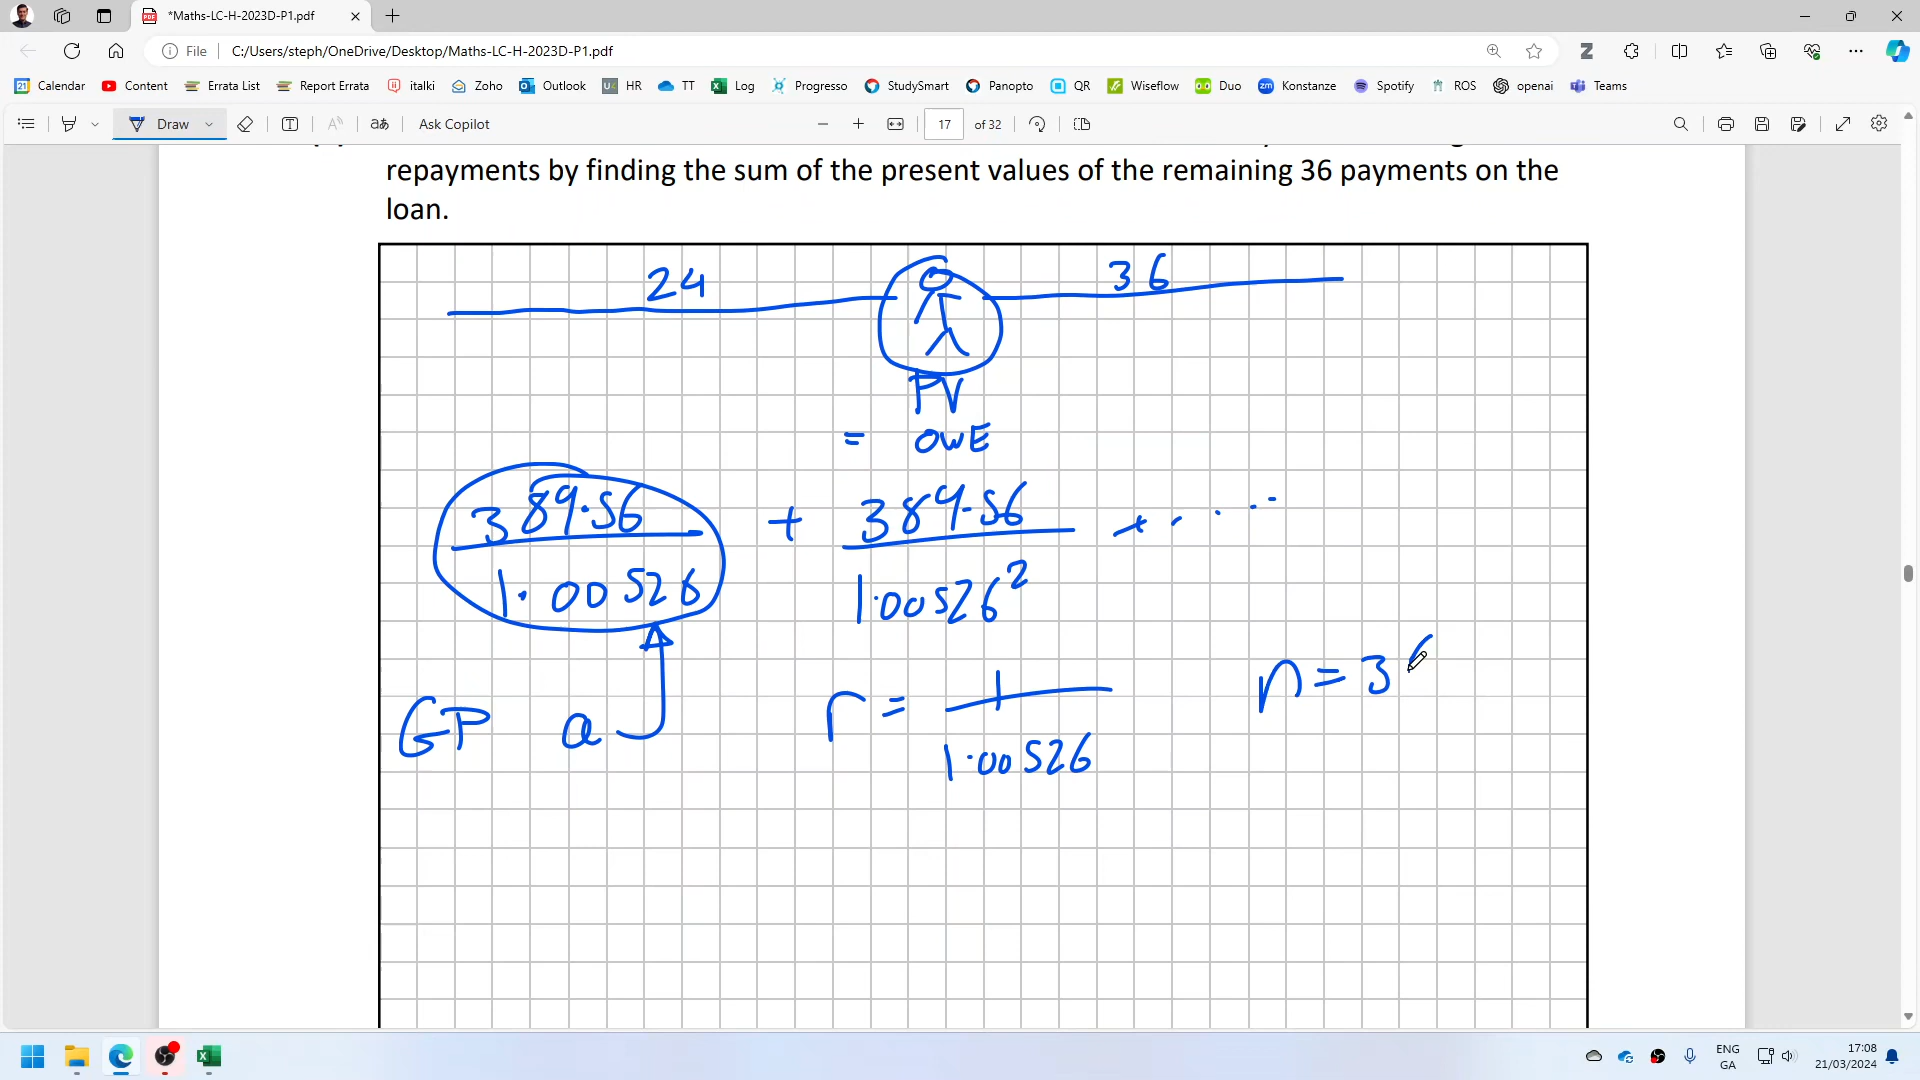 *Maths-LC-H-2023D-P1.pdf
File C:/Users/steph/OneDrive/Desktop/Maths-LC-H-2023D-P1.pdf
Calendar Content Errata List Report Errata italki Zoho Outlook HR TT Log Progresso StudySmart Panopto QR Wiseflow Duo Konstanze Spotify ROS openai Teams
Draw Ask Copilot 17 of 32
repayments by finding the sum of the present values of the remaining 36 payments on the
loan.
24 36
PV
= OWE
389.56 + 389.56 + . . . .
1.00526 1.00526²
n = 36
GP a r = 1
1.00526
ENG 17:08
GA 21/03/2024